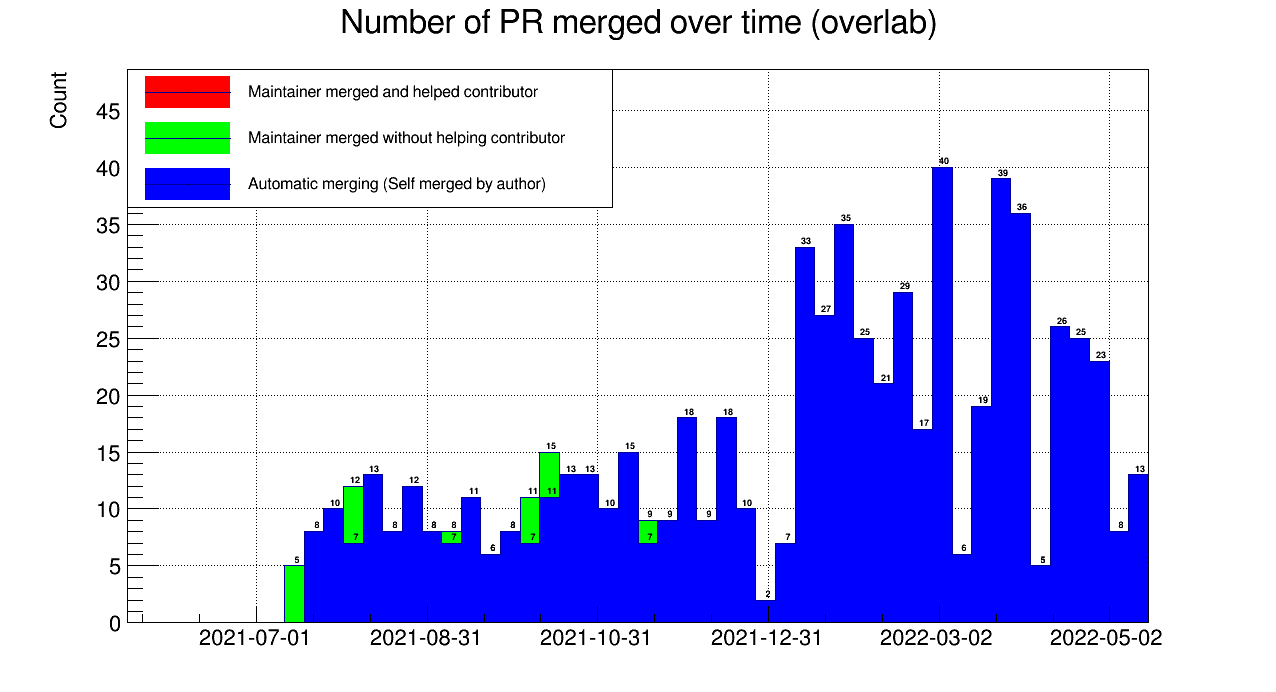 Number of PR merged over time (overlab)
Count
Maintainer merged and helped contributor
Maintainer merged without helping contributor
Automatic merging (Self merged by author)
45
40
35
30
25
20
15
10
5
0
5 8 10 12 7 13 8 12 8 8 7 11 6 8 11 7 15 11 13 13 10 15 9 7 9 18 9 18 10 2 7 33 27 35 25 21 29 17 40 6 19 39 36 5 26 25 23 8 13
2021-07-01 2021-08-31 2021-10-31 2021-12-31 2022-03-02 2022-05-02